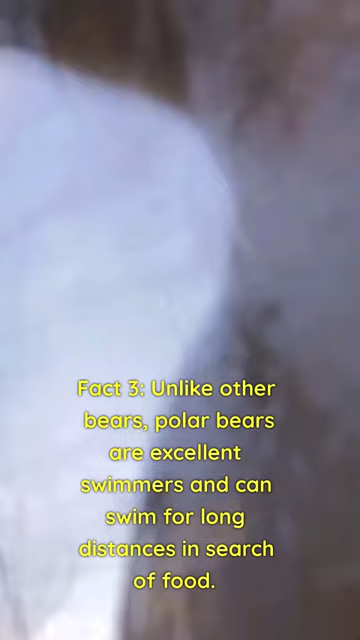 Fact 3: Unlike other
bears, polar bears
are excellent
swimmers and can
swim for long
distances in search
of food.